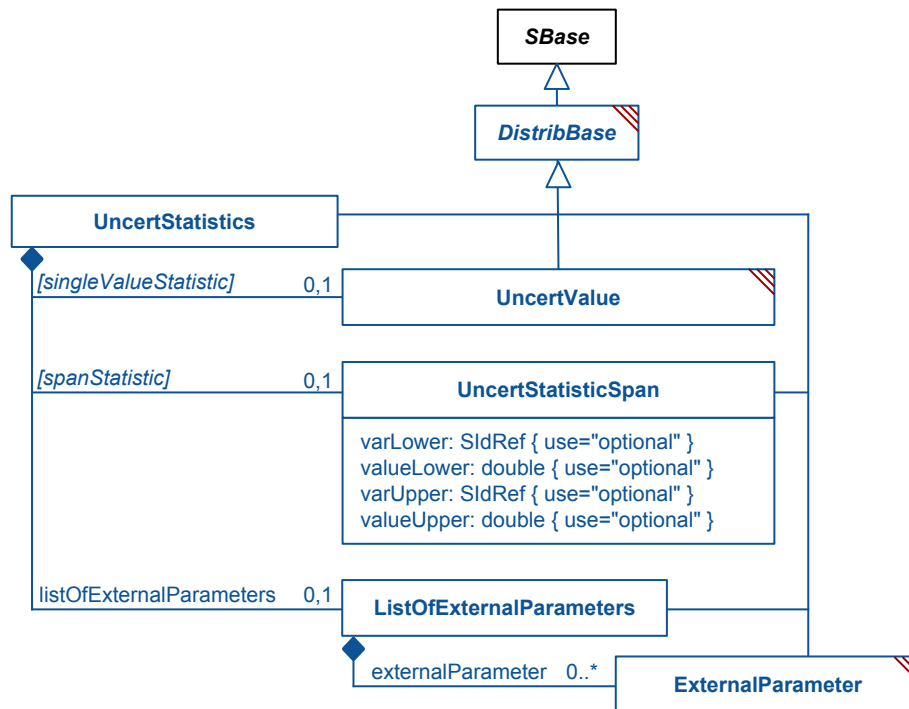 SBase
DistribBase
UncertStatistics
[singleValueStatistic] 0,1
UncertValue
[spanStatistic] 0,1
UncertStatisticSpan
varLower: SIdRef { use="optional" }
valueLower: double { use="optional" }
varUpper: SIdRef { use="optional" }
valueUpper: double { use="optional" }
listOfExternalParameters 0,1
ListOfExternalParameters
externalParameter 0..*
ExternalParameter